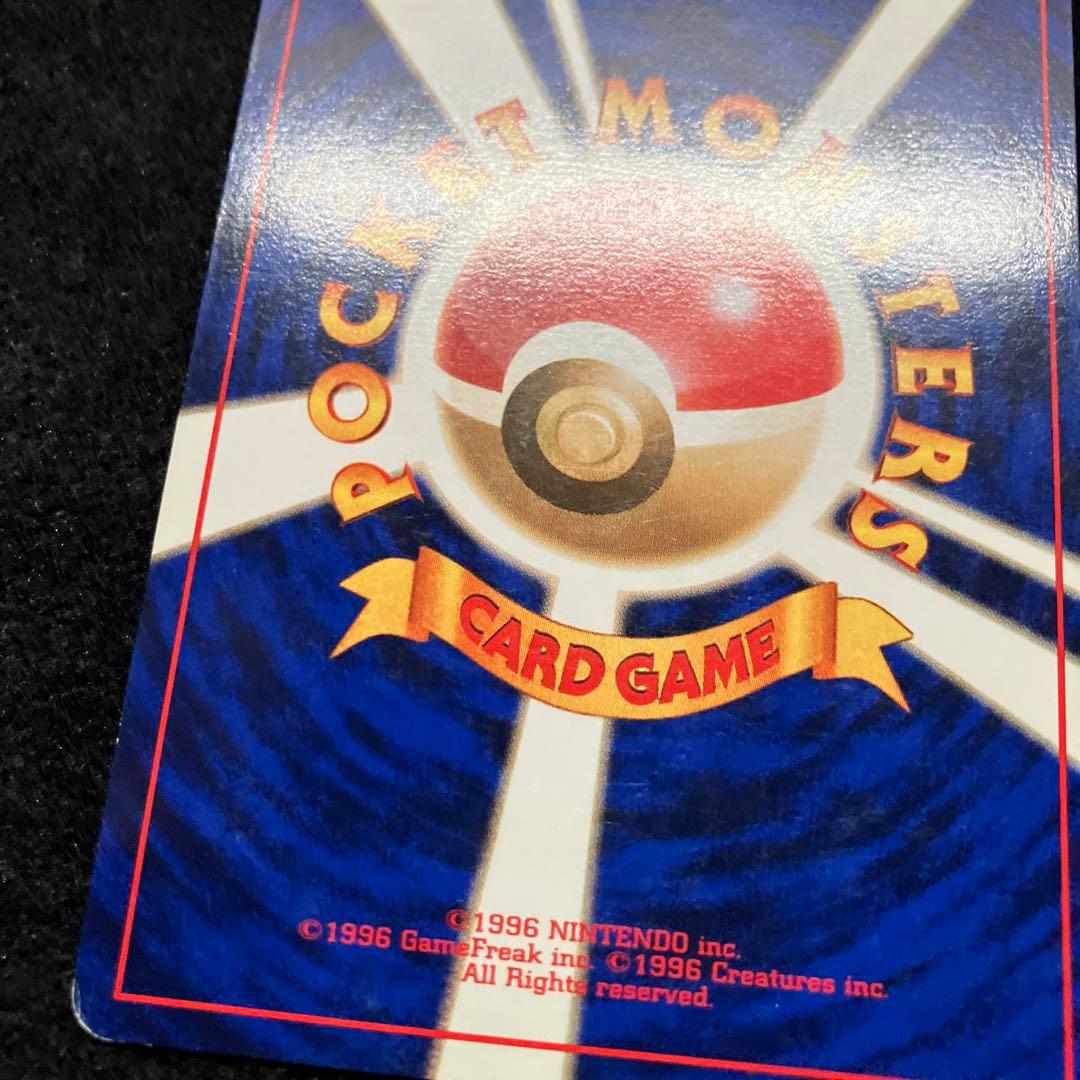 POCKET MONSTERS
CARD GAME
©1996 NINTENDO inc.
©1996 GameFreak inc. ©1996 Creatures inc.
All Rights reserved.